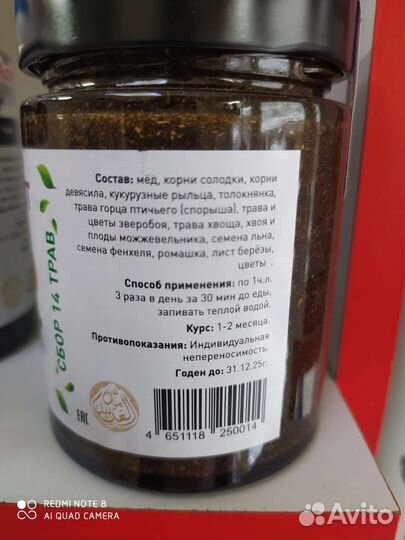 Состав: мёд, корни солодки, корни
девясила, кукурузные рыльца, толокнянка,
трава горца птичьего (спорыша), трава и
цветы зверобоя, трава хвоща, хвоя и
плоды можжевельника, семена льна,
семена фенхеля, ромашка, лист берёзы,
цветы .
Способ применения: по 1ч.л.
3 раза в день за 30 мин до еды,
запивать теплой водой.
Курс: 1-2 месяца.
Противопоказания: Индивидуальная
непереносимость.
Годен до: 31.12.25г.
СБОР 14 ТРАВ
ЕАС
4 651118 250014
REDMI NOTE 8
AI QUAD CAMERA
Avito